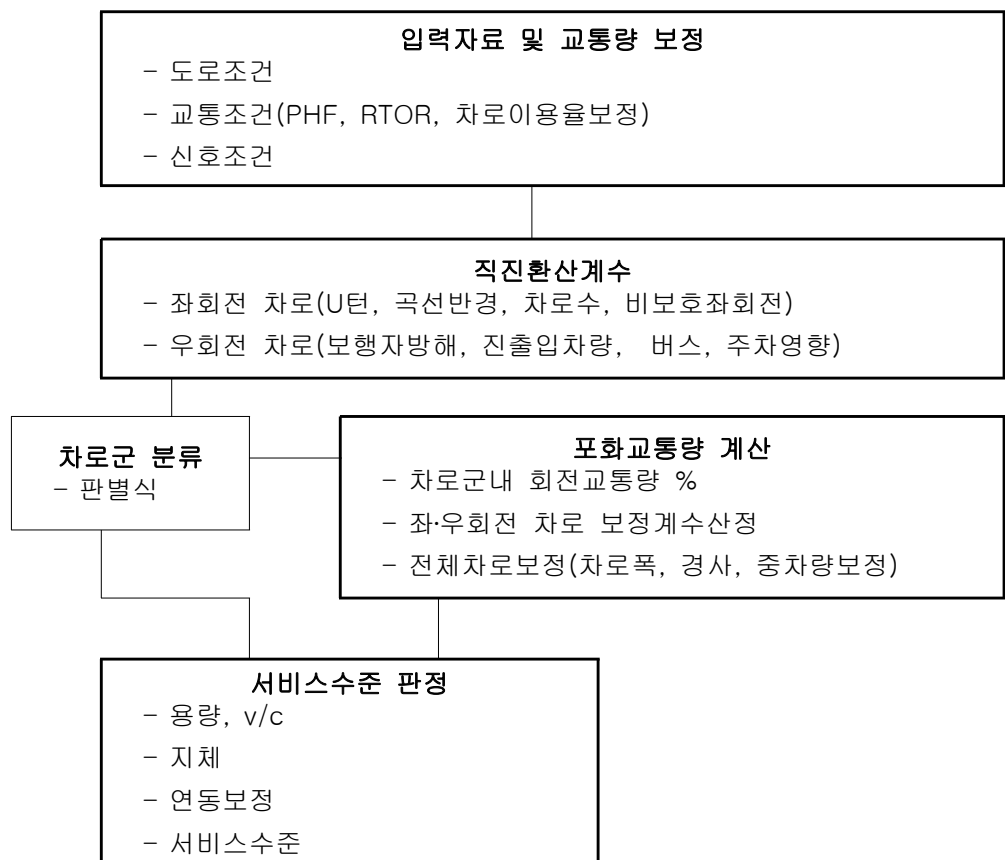 입력자료 및 교통량 보정
- 도로조건
- 교통조건(PHF, RTOR, 차로이용율보정)
- 신호조건
직진환산계수
- 좌회전 차로(U턴, 곡선반경, 차로수, 비보호좌회전)
- 우회전 차로(보행자방해, 진출입차량, 버스, 주차영향)
차로군 분류
- 판별식
포화교통량 계산
- 차로군내 회전교통량 %
- 좌·우회전 차로 보정계수산정
- 전체차로보정(차로폭, 경사, 중차량보정)
서비스수준 판정
- 용량, v/c
- 지체
- 연동보정
- 서비스수준